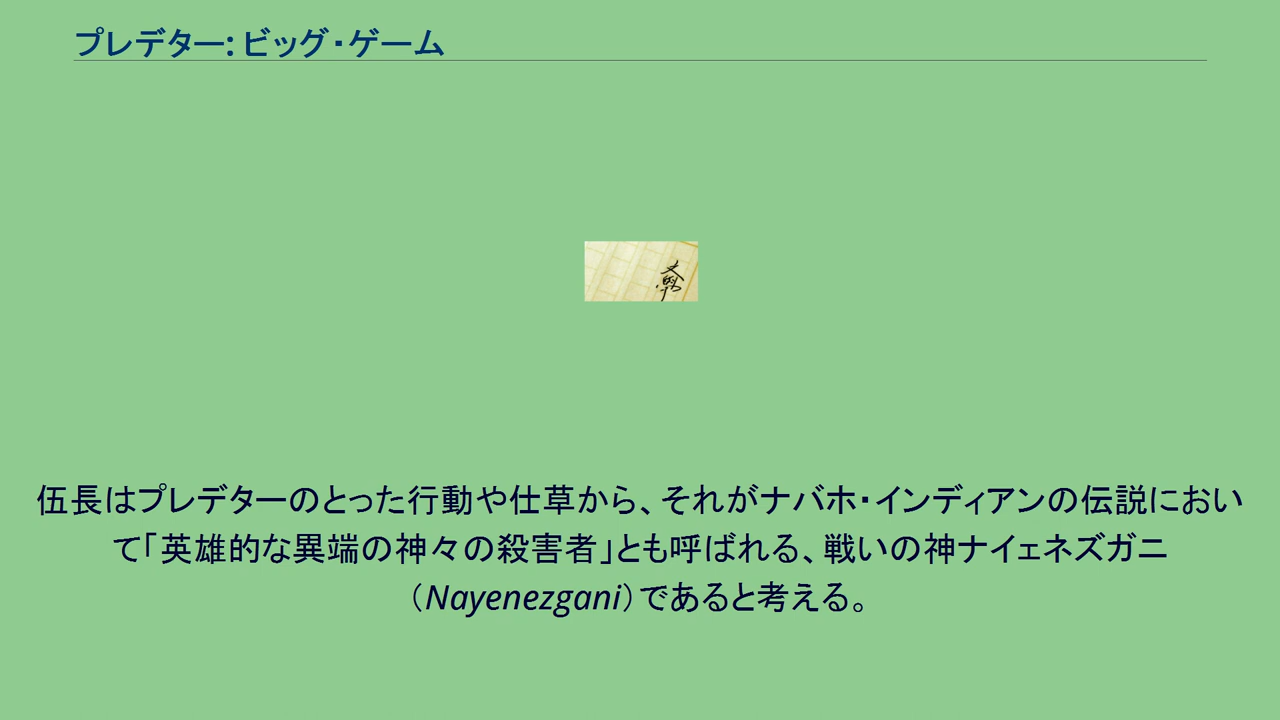 プレデター: ビッグ・ゲーム
伍長はプレデターのとった行動や仕草から、それがナバホ・インディアンの伝説におい
て「英雄的な異端の神々の殺害者」とも呼ばれる、戦いの神ナイェネズガニ
（Nayenezgani）であると考える。